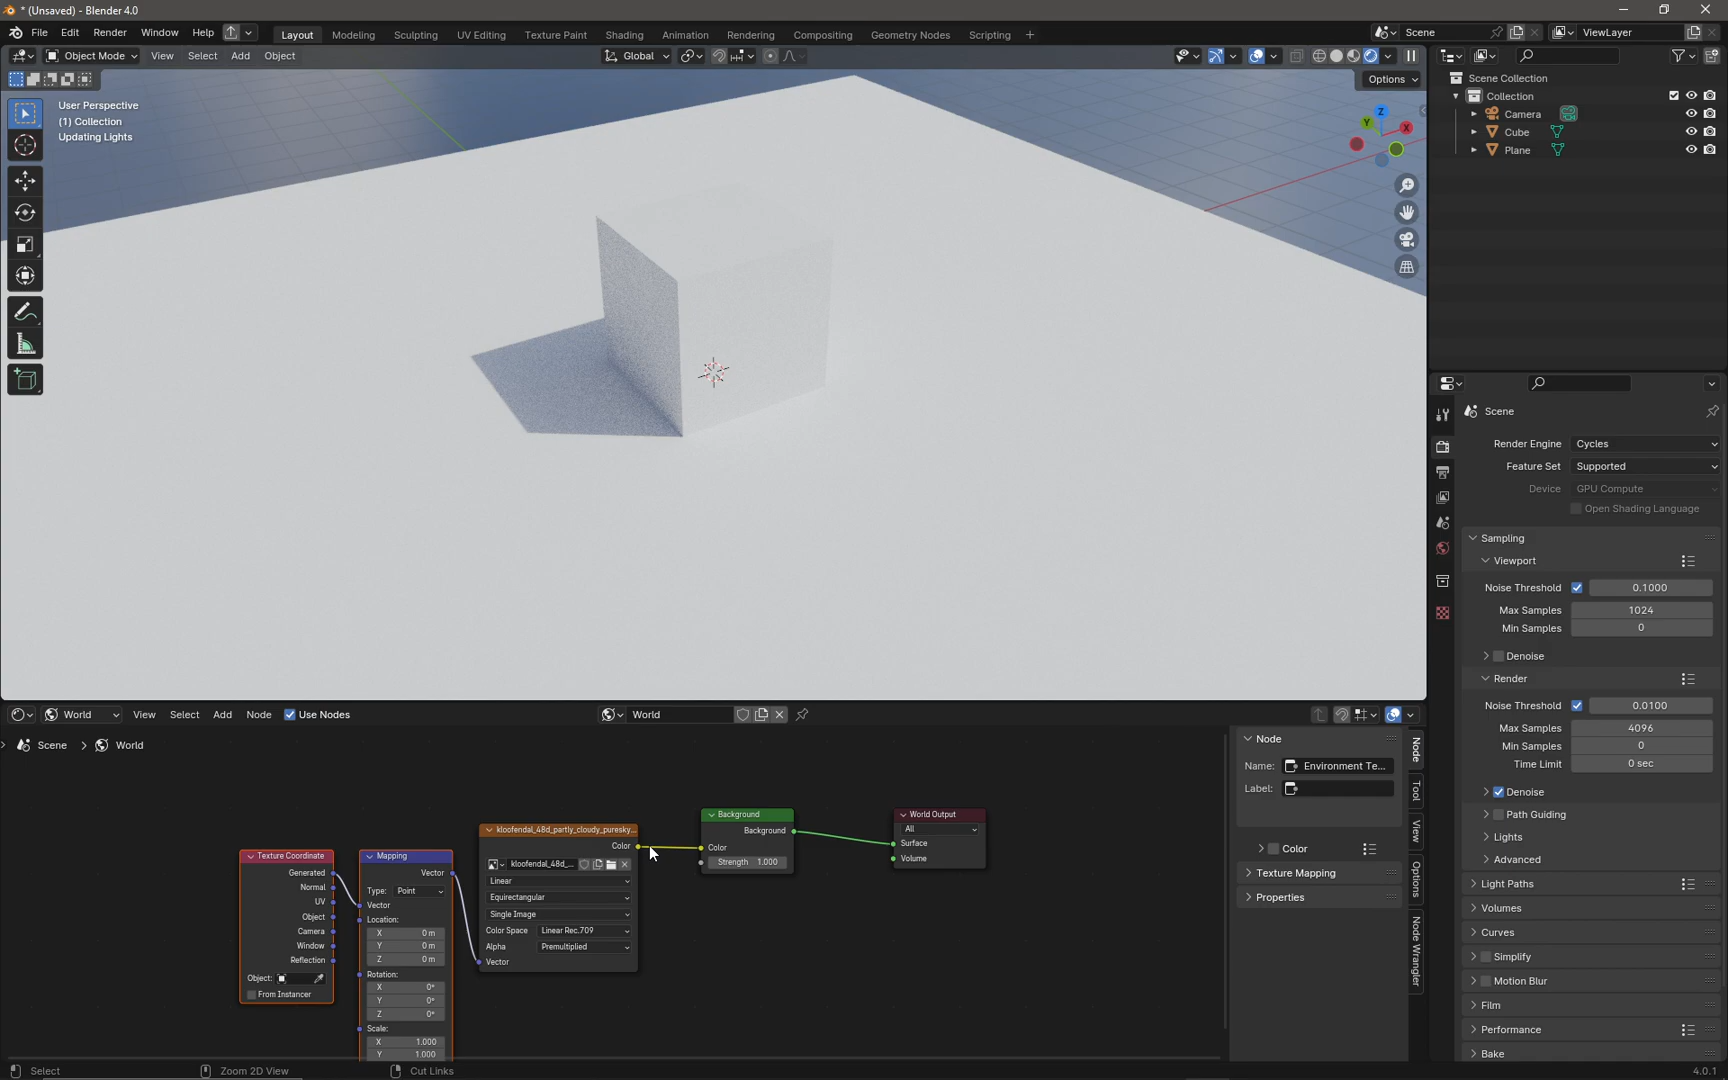 * (Unsaved) - Blender 4.0
File Edit Render Window Help
Layout Modeling Sculpting UV Editing Texture Paint Shading Animation Rendering Compositing Geometry Nodes Scripting +
Scene
ViewLayer
Object Mode View Select Add Object
Global
Options
User Perspective
(1) Collection
Updating Lights
Z
Y
X
Scene Collection
Collection
Camera
Cube
Plane
Scene
Render Engine Cycles
Feature Set Supported
Device GPU Compute
Open Shading Language
Sampling
Viewport
Noise Threshold 0.1000
Max Samples 1024
Min Samples 0
Denoise
Render
Noise Threshold 0.0100
Max Samples 4096
Min Samples 0
Time Limit 0 sec
Denoise
Path Guiding
Lights
Advanced
Light Paths
Volumes
Curves
Simplify
Motion Blur
Film
Performance
Bake
World View Select Add Node Use Nodes
World
Scene > World
Texture Coordinate
Generated
Normal
UV
Object
Camera
Window
Reflection
Object:
From Instancer
Mapping
Vector
Type: Point
Vector
Location:
X 0 m
Y 0 m
Z 0 m
Rotation:
X 0°
Y 0°
Z 0°
Scale:
X 1.000
Y 1.000
kloofendal_48d_partly_cloudy_puresky...
Color
kloofendal_48d_...
Linear
Equirectangular
Single Image
Color Space Linear Rec.709
Alpha Premultiplied
Vector
Background
Background
Color
Strength 1.000
World Output
All
Surface
Volume
Node
Name: Environment Te...
Label:
Color
Texture Mapping
Properties
Node
Tool
View
Options
Node Wrangler
Select
Zoom 2D View
Cut Links
4.0.1